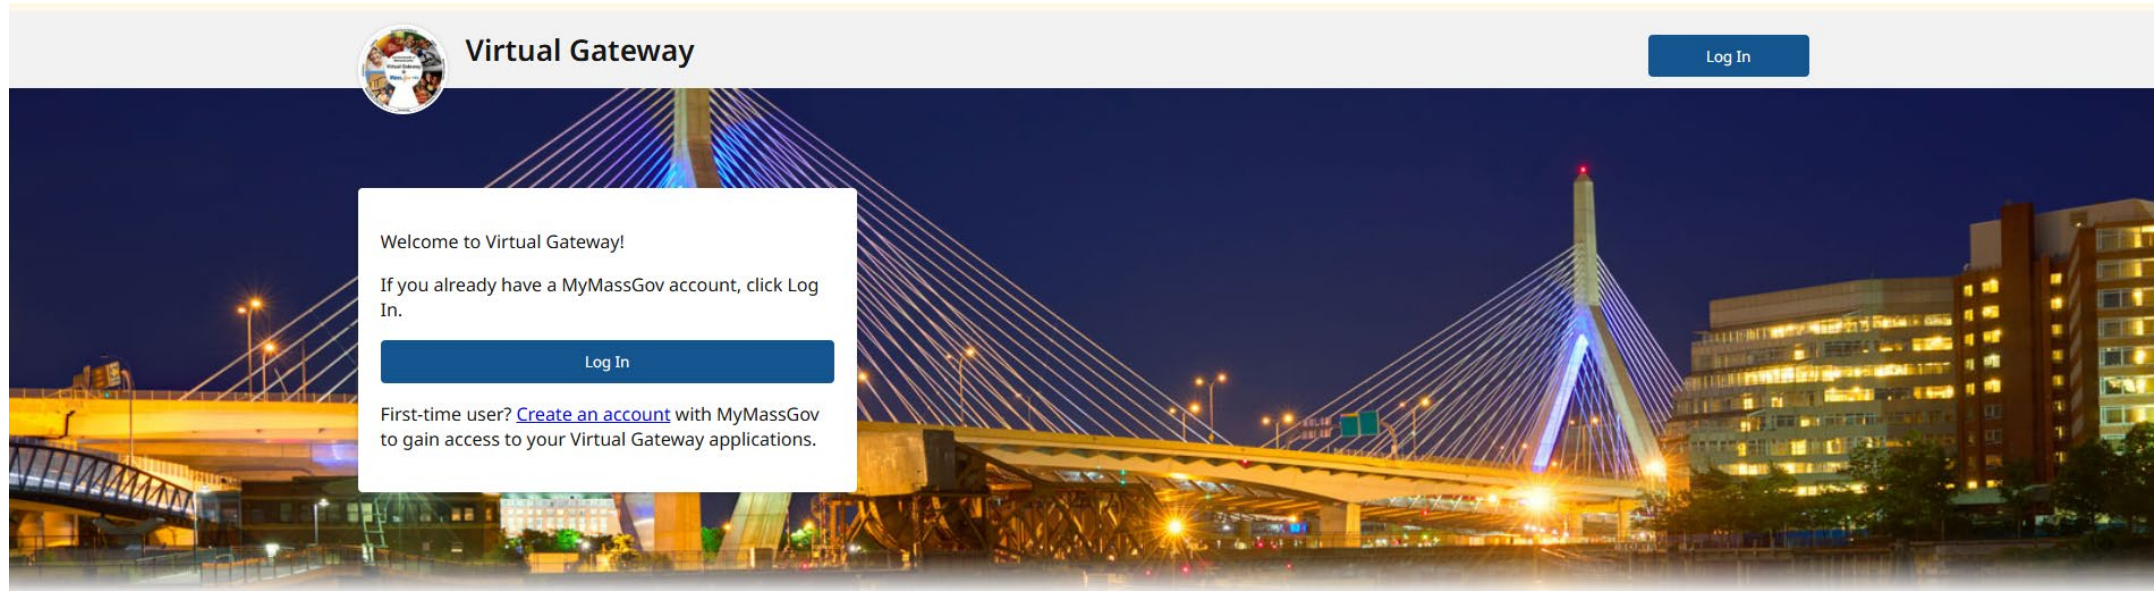 Virtual Gateway
Log In
Welcome to Virtual Gateway!
If you already have a MyMassGov account, click Log
In.
Log In
First-time user? Create an account with MyMassGov
to gain access to your Virtual Gateway applications.